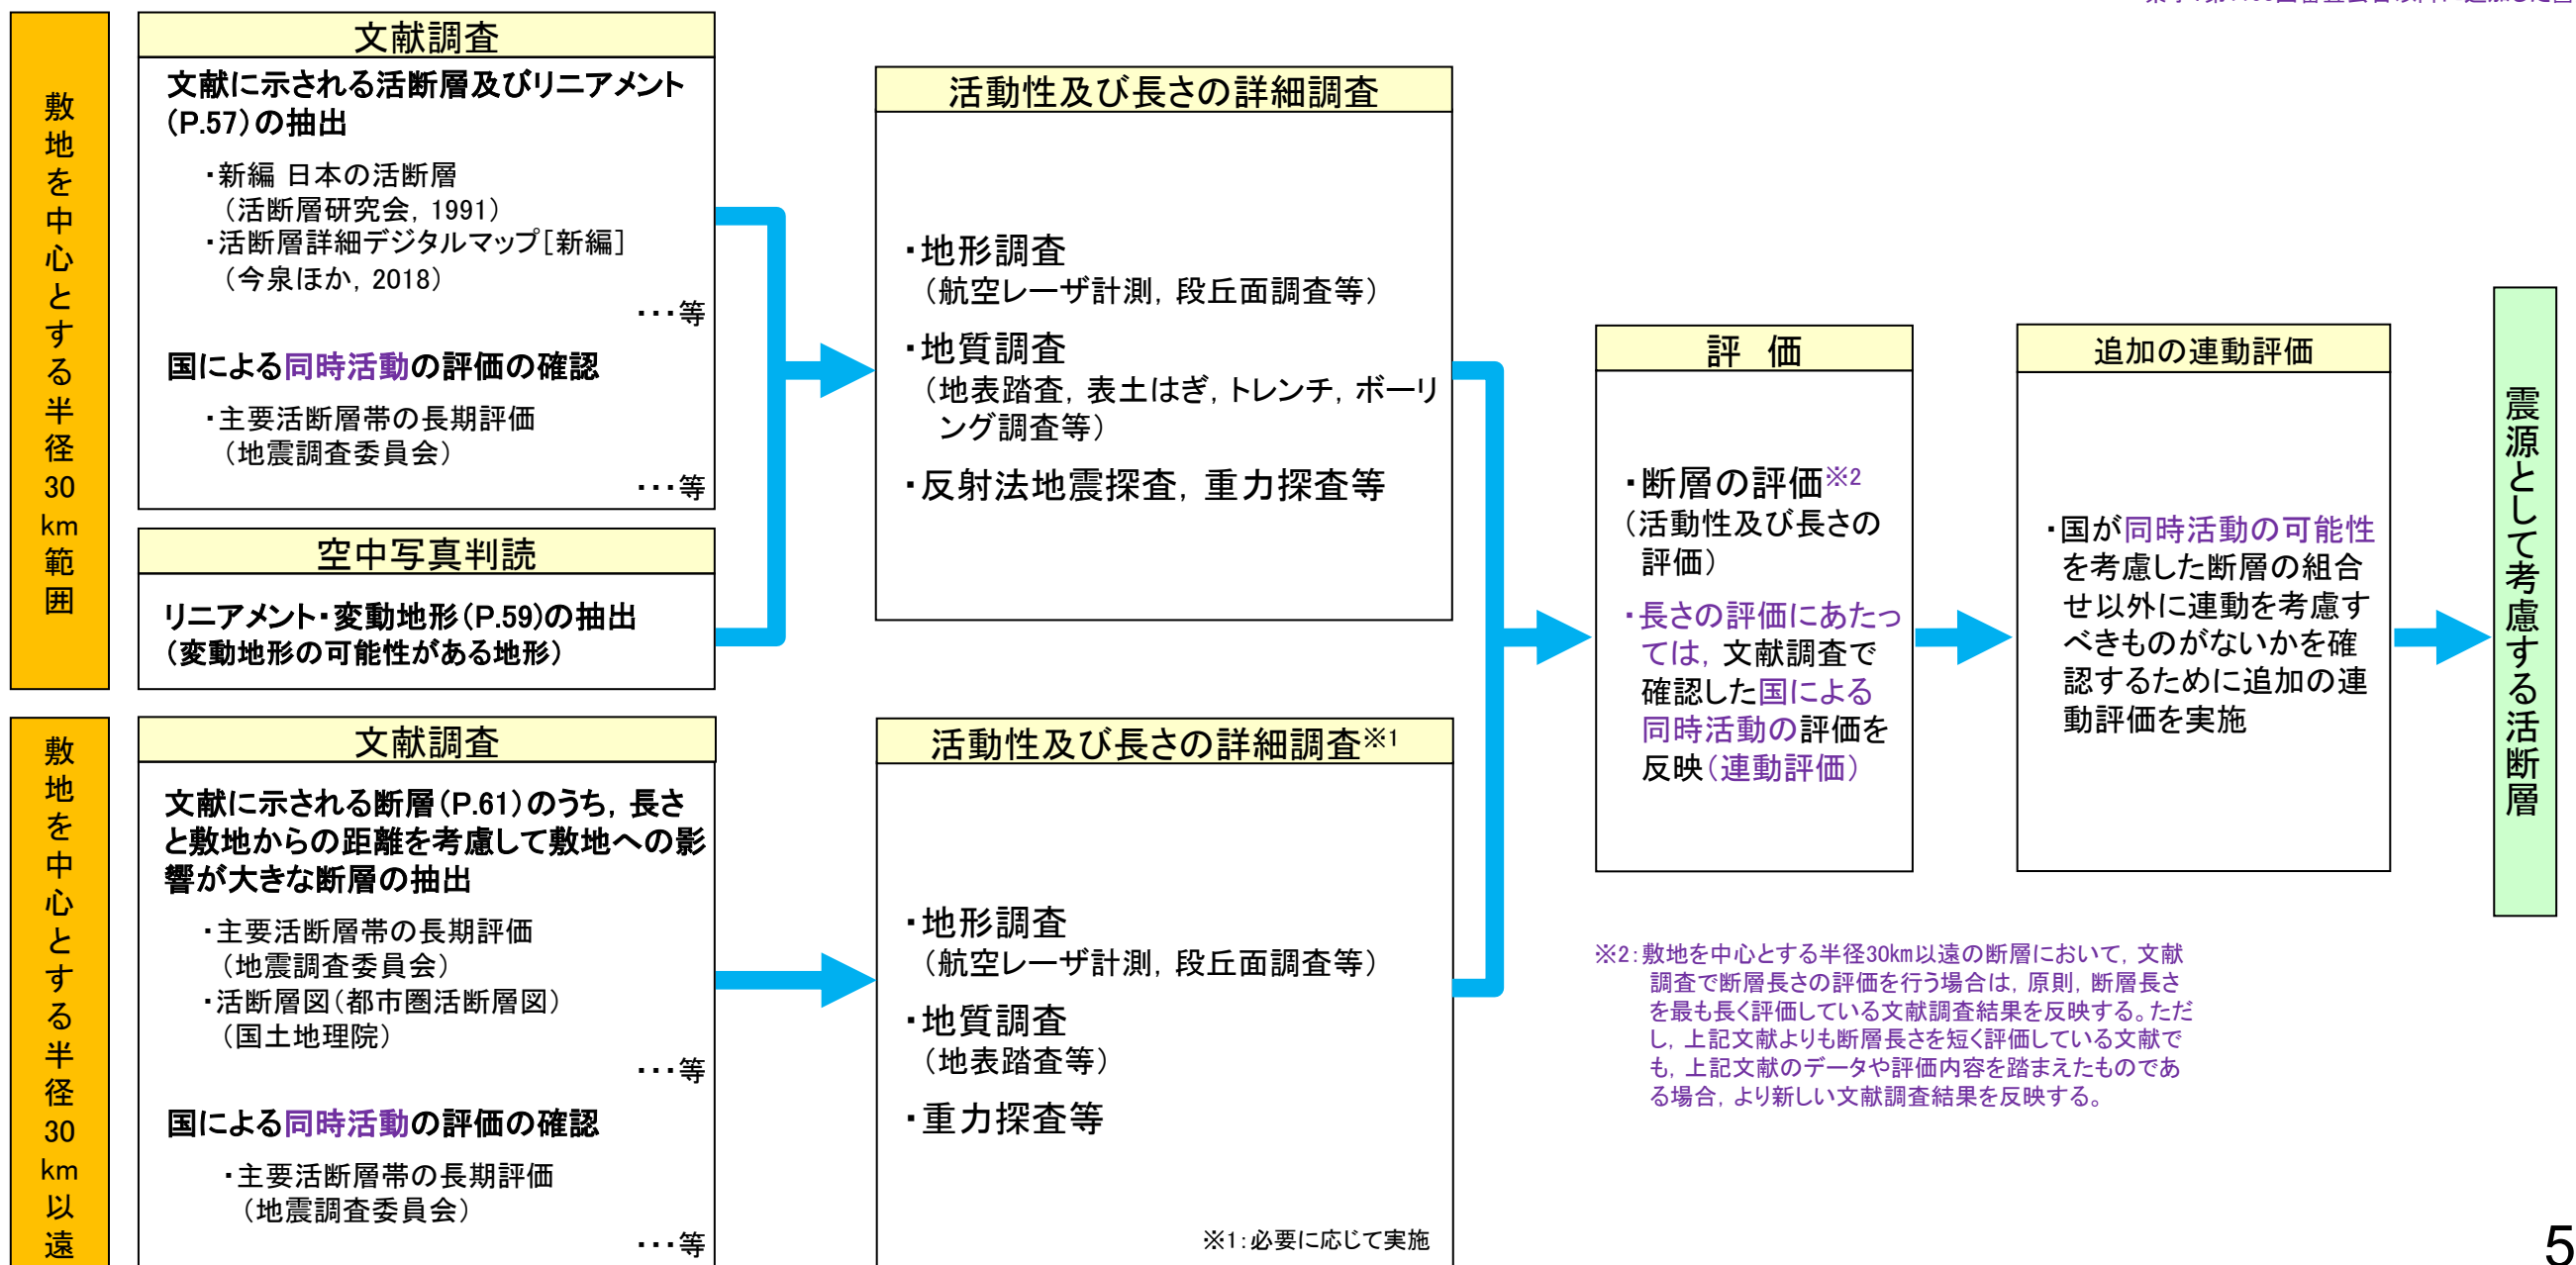 敷地を中心とする半径30km範囲
文献調査
文献に示される活断層及びリニアメント
(P.57)の抽出
・新編 日本の活断層
（活断層研究会, 1991）
・活断層詳細デジタルマップ[新編]
（今泉ほか, 2018）
・・・等
国による同時活動の評価の確認
・主要活断層帯の長期評価
（地震調査委員会）
・・・等
空中写真判読
リニアメント・変動地形(P.59)の抽出
（変動地形の可能性がある地形）
活動性及び長さの詳細調査
・地形調査
（航空レーザ計測, 段丘面調査等）
・地質調査
（地表踏査, 表土はぎ, トレンチ, ボーリ
ング調査等）
・反射法地震探査, 重力探査等
敷地を中心とする半径30km以遠
文献調査
文献に示される断層(P.61)のうち, 長さ
と敷地からの距離を考慮して敷地への影
響が大きな断層の抽出
・主要活断層帯の長期評価
（地震調査委員会）
・活断層図(都市圏活断層図)
（国土地理院）
・・・等
国による同時活動の評価の確認
・主要活断層帯の長期評価
（地震調査委員会）
・・・等
活動性及び長さの詳細調査※1
・地形調査
（航空レーザ計測, 段丘面調査等）
・地質調査
（地表踏査等）
・重力探査等
※1:必要に応じて実施
評 価
・断層の評価※2
（活動性及び長さの
評価）
・長さの評価にあたっ
ては, 文献調査で
確認した国による
同時活動の評価を
反映(連動評価)
追加の連動評価
・国が同時活動の可能性
を考慮した断層の組合
せ以外に連動を考慮す
べきものがないかを確
認するために追加の連
動評価を実施
震源として考慮する活断層
※2:敷地を中心とする半径30km以遠の断層において, 文献
調査で断層長さの評価を行う場合は, 原則, 断層長さ
を最も長く評価している文献調査結果を反映する。ただ
し, 上記文献よりも断層長さを短く評価している文献で
も, 上記文献のデータや評価内容を踏まえたものであ
る場合, より新しい文献調査結果を反映する。
5